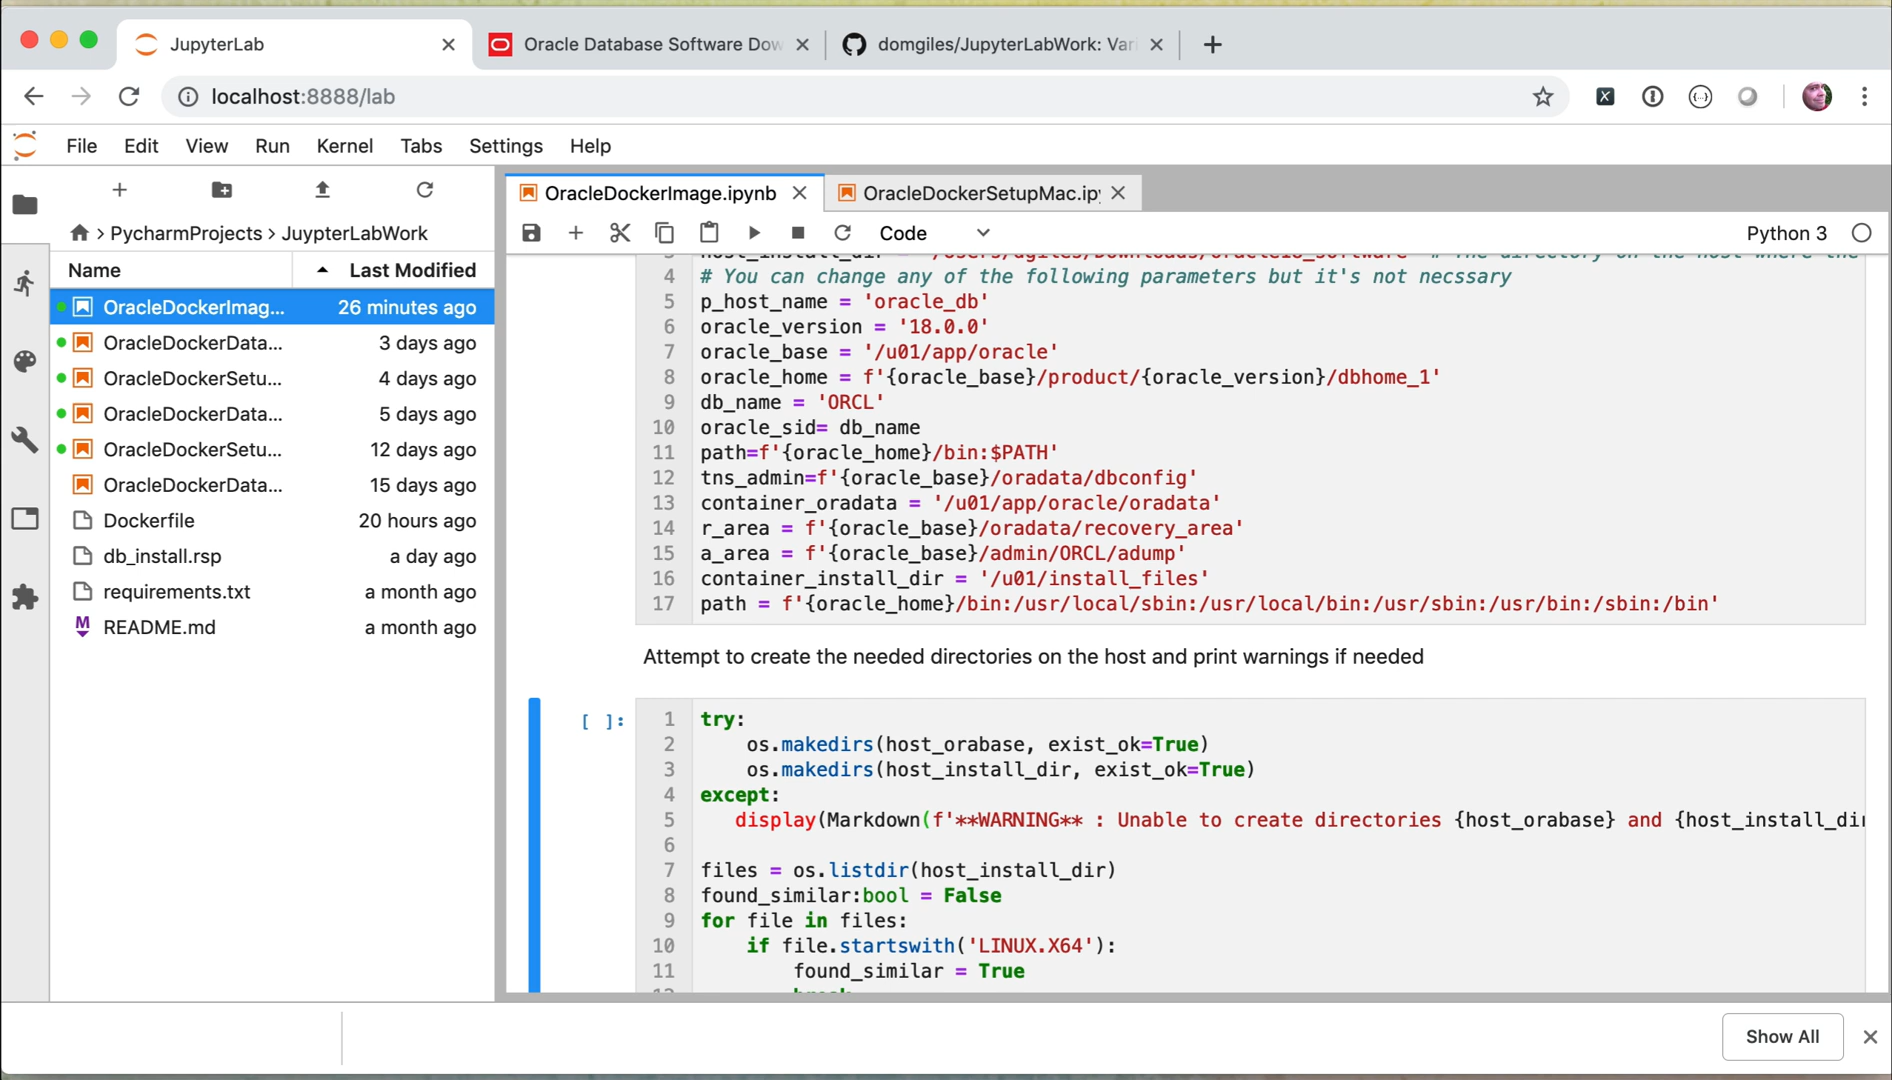 JupyterLab
Oracle Database Software Dow
domgiles/JupyterLabWork: Vari
localhost:8888/lab
File Edit View Run Kernel Tabs Settings Help
OracleDockerImage.ipynb
OracleDockerSetupMac.ipy
PycharmProjects > JuypterLabWork
Code
Python 3
Name Last Modified
OracleDockerImag... 26 minutes ago
OracleDockerData... 3 days ago
OracleDockerSetu... 4 days ago
OracleDockerData... 5 days ago
OracleDockerSetu... 12 days ago
OracleDockerData... 15 days ago
Dockerfile 20 hours ago
db_install.rsp a day ago
requirements.txt a month ago
README.md a month ago
4 # You can change any of the following parameters but it's not necssary
5 p_host_name = 'oracle_db'
6 oracle_version = '18.0.0'
7 oracle_base = '/u01/app/oracle'
8 oracle_home = f'{oracle_base}/product/{oracle_version}/dbhome_1'
9 db_name = 'ORCL'
10 oracle_sid= db_name
11 path=f'{oracle_home}/bin:$PATH'
12 tns_admin=f'{oracle_base}/oradata/dbconfig'
13 container_oradata = '/u01/app/oracle/oradata'
14 r_area = f'{oracle_base}/oradata/recovery_area'
15 a_area = f'{oracle_base}/admin/ORCL/adump'
16 container_install_dir = '/u01/install_files'
17 path = f'{oracle_home}/bin:/usr/local/sbin:/usr/local/bin:/usr/sbin:/usr/bin:/sbin:/bin'
Attempt to create the needed directories on the host and print warnings if needed
[ ]:
1 try:
2 os.makedirs(host_orabase, exist_ok=True)
3 os.makedirs(host_install_dir, exist_ok=True)
4 except:
5 display(Markdown(f'**WARNING** : Unable to create directories {host_orabase} and {host_install_dir
6
7 files = os.listdir(host_install_dir)
8 found_similar:bool = False
9 for file in files:
10 if file.startswith('LINUX.X64'):
11 found_similar = True
Show All